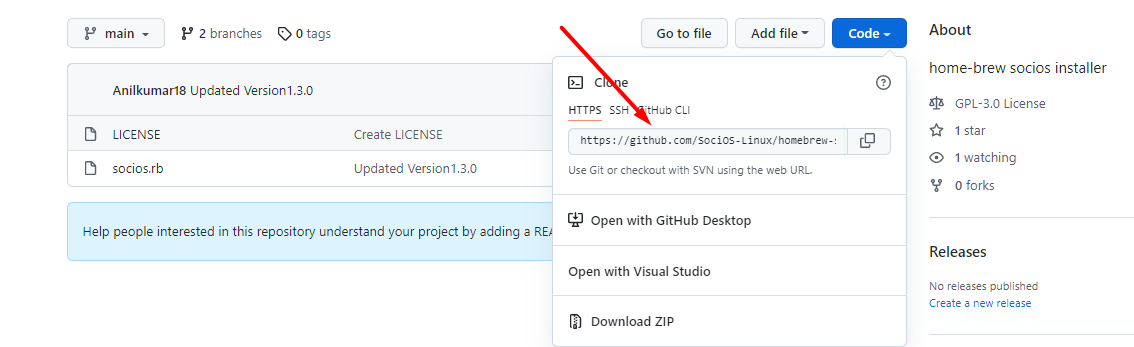 main
2 branches
0 tags
Go to file
Add file
Code
Anilkumar18 Updated Version1.3.0
LICENSE
Create LICENSE
socios.rb
Updated Version1.3.0
Help people interested in this repository understand your project by adding a
Clone
HTTPS
SSH
GitHub CLI
https://github.com/SociOS-Linux/homebrew-
Use Git or checkout with SVN using the web URL.
Open with GitHub Desktop
Open with Visual Studio
Download ZIP
About
home-brew socios installer
GPL-3.0 License
1 star
1 watching
0 forks
Releases
No releases published
Create a new release